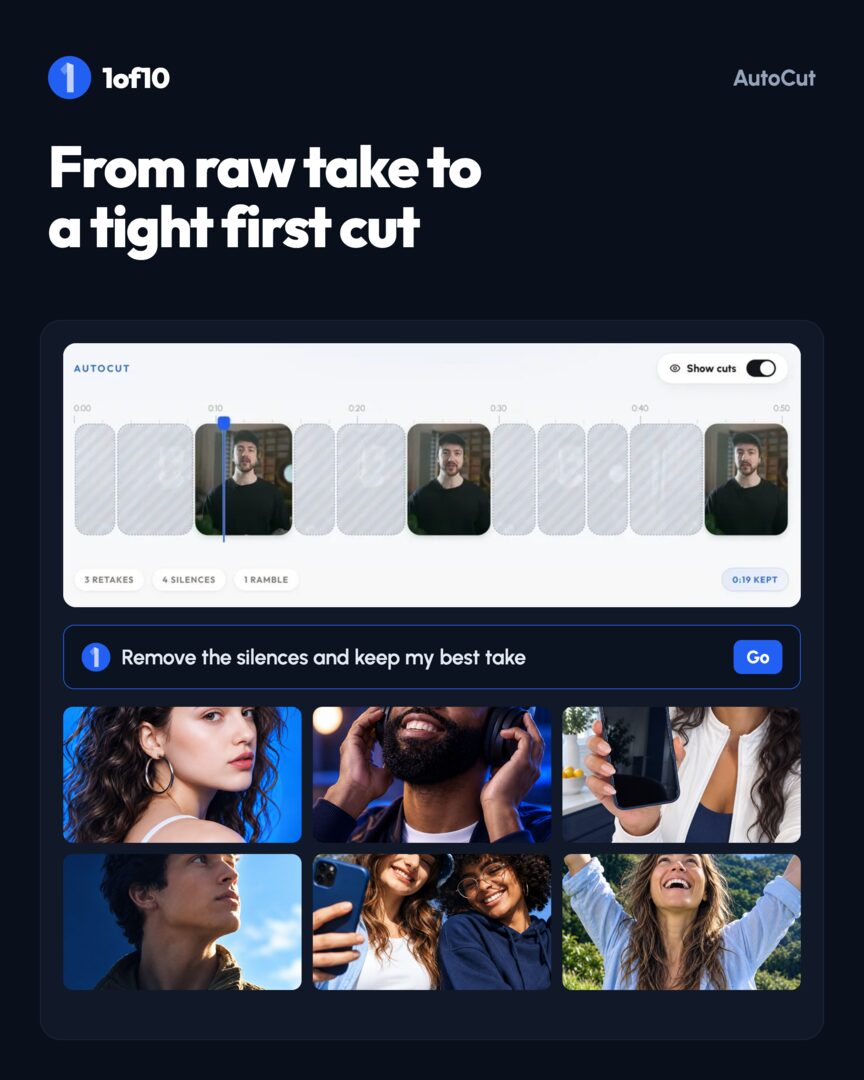 1of10
AutoCut
From raw take to
a tight first cut
AUTOCUT
Show cuts
0:00 0:10 0:20 0:30 0:40 0:50
3 RETAKES 4 SILENCES 1 RAMBLE 0:19 KEPT
Remove the silences and keep my best take Go